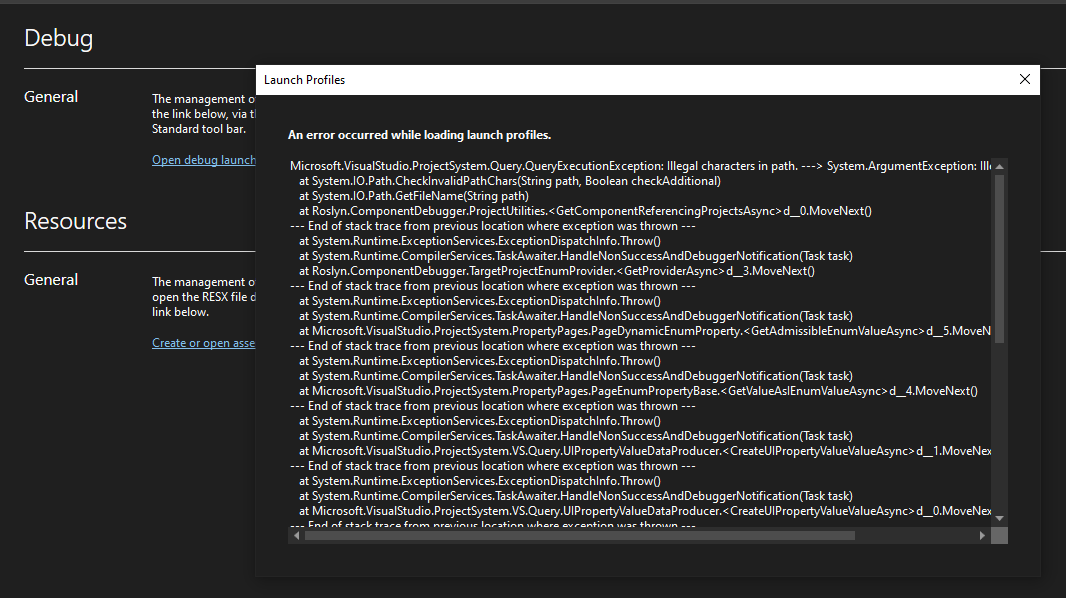 Debug
General
The management o
the link below, via t
Standard tool bar.
Open debug launch
Resources
General
The management o
open the RESX file d
link below.
Create or open asse
Launch Profiles
An error occurred while loading launch profiles.
Microsoft.VisualStudio.ProjectSystem.Query.QueryExecutionException: Illegal characters in path. ---> System.ArgumentException: Ill
at System.IO.Path.CheckInvalidPathChars(String path, Boolean checkAdditional)
at System.IO.Path.GetFileName(String path)
at Roslyn.ComponentDebugger.ProjectUtilities.<GetComponentReferencingProjectsAsync>d__0.MoveNext()
--- End of stack trace from previous location where exception was thrown ---
at System.Runtime.ExceptionServices.ExceptionDispatchInfo.Throw()
at System.Runtime.CompilerServices.TaskAwaiter.HandleNonSuccessAndDebuggerNotification(Task task)
at Roslyn.ComponentDebugger.TargetProjectEnumProvider.<GetProviderAsync>d__3.MoveNext()
--- End of stack trace from previous location where exception was thrown ---
at System.Runtime.ExceptionServices.ExceptionDispatchInfo.Throw()
at System.Runtime.CompilerServices.TaskAwaiter.HandleNonSuccessAndDebuggerNotification(Task task)
at Microsoft.VisualStudio.ProjectSystem.PropertyPages.PageDynamicEnumProperty.<GetAdmissibleEnumValueAsync>d__5.MoveN
--- End of stack trace from previous location where exception was thrown ---
at System.Runtime.ExceptionServices.ExceptionDispatchInfo.Throw()
at System.Runtime.CompilerServices.TaskAwaiter.HandleNonSuccessAndDebuggerNotification(Task task)
at Microsoft.VisualStudio.ProjectSystem.PropertyPages.PageEnumPropertyBase.<GetValueAsIEnumValueAsync>d__4.MoveNext()
--- End of stack trace from previous location where exception was thrown ---
at System.Runtime.ExceptionServices.ExceptionDispatchInfo.Throw()
at System.Runtime.CompilerServices.TaskAwaiter.HandleNonSuccessAndDebuggerNotification(Task task)
at Microsoft.VisualStudio.ProjectSystem.VS.Query.UIPropertyValueDataProducer.<CreateUIPropertyValueValueAsync>d__1.MoveNex
--- End of stack trace from previous location where exception was thrown ---
at System.Runtime.ExceptionServices.ExceptionDispatchInfo.Throw()
at System.Runtime.CompilerServices.TaskAwaiter.HandleNonSuccessAndDebuggerNotification(Task task)
at Microsoft.VisualStudio.ProjectSystem.VS.Query.UIPropertyValueDataProducer.<CreateUIPropertyValueValueAsync>d__0.MoveNex
--- End of stack trace from previous location where exception was thrown ---